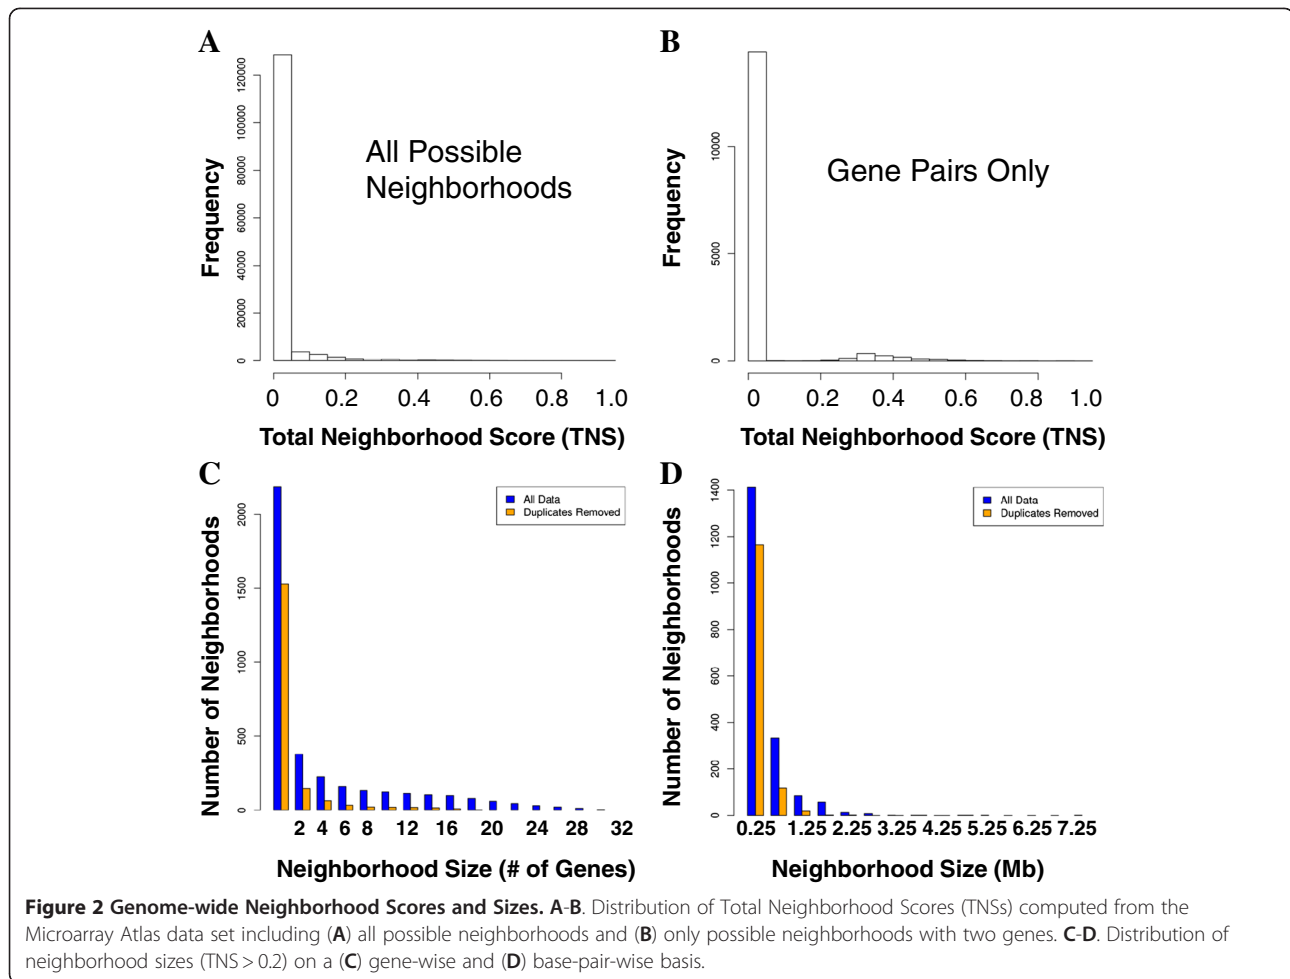 A
120000
100000
80000
60000
40000
20000
0
Frequency
All Possible
Neighborhoods
0 0.2 0.4 0.6 0.8 1.0
Total Neighborhood Score (TNS)
B
10000
5000
0
Frequency
Gene Pairs Only
0 0.2 0.4 0.6 0.8 1.0
Total Neighborhood Score (TNS)
C
2000
1500
1000
500
0
Number of Neighborhoods
All Data
Duplicates Removed
2 4 6 8 12 16 20 24 28 32
Neighborhood Size (# of Genes)
D
1400
1200
1000
800
600
400
200
0
Number of Neighborhoods
All Data
Duplicates Removed
0.25 1.25 2.25 3.25 4.25 5.25 6.25 7.25
Neighborhood Size (Mb)
Figure 2 Genome-wide Neighborhood Scores and Sizes. A-B. Distribution of Total Neighborhood Scores (TNSs) computed from the
Microarray Atlas data set including (A) all possible neighborhoods and (B) only possible neighborhoods with two genes. C-D. Distribution of
neighborhood sizes (TNS > 0.2) on a (C) gene-wise and (D) base-pair-wise basis.